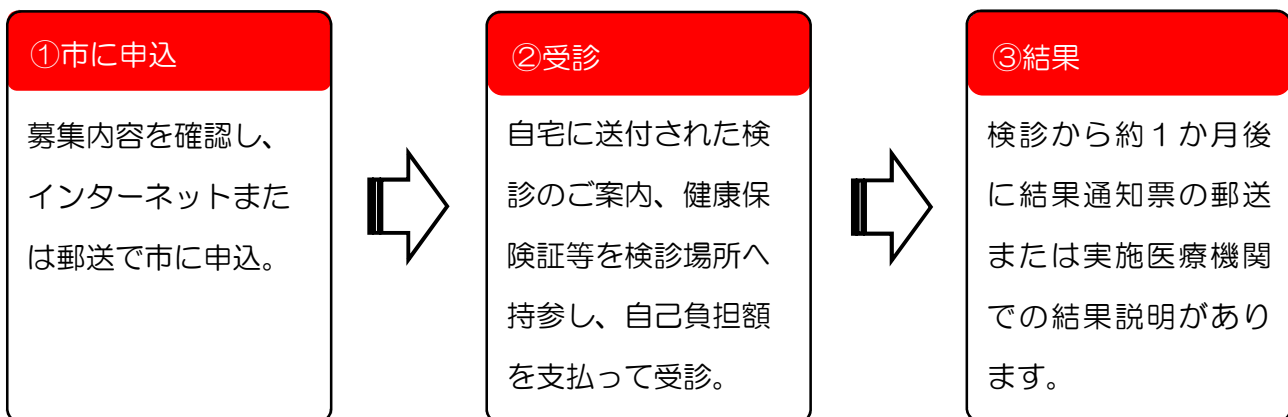 ①市に申込
募集内容を確認し、
インターネットまた
は郵送で市に申込。
②受診
自宅に送付された検
診のご案内、健康保
険証等を検診場所へ
持参し、自己負担額
を支払って受診。
③結果
検診から約１か月後
に結果通知票の郵送
または実施医療機関
での結果説明があり
ます。